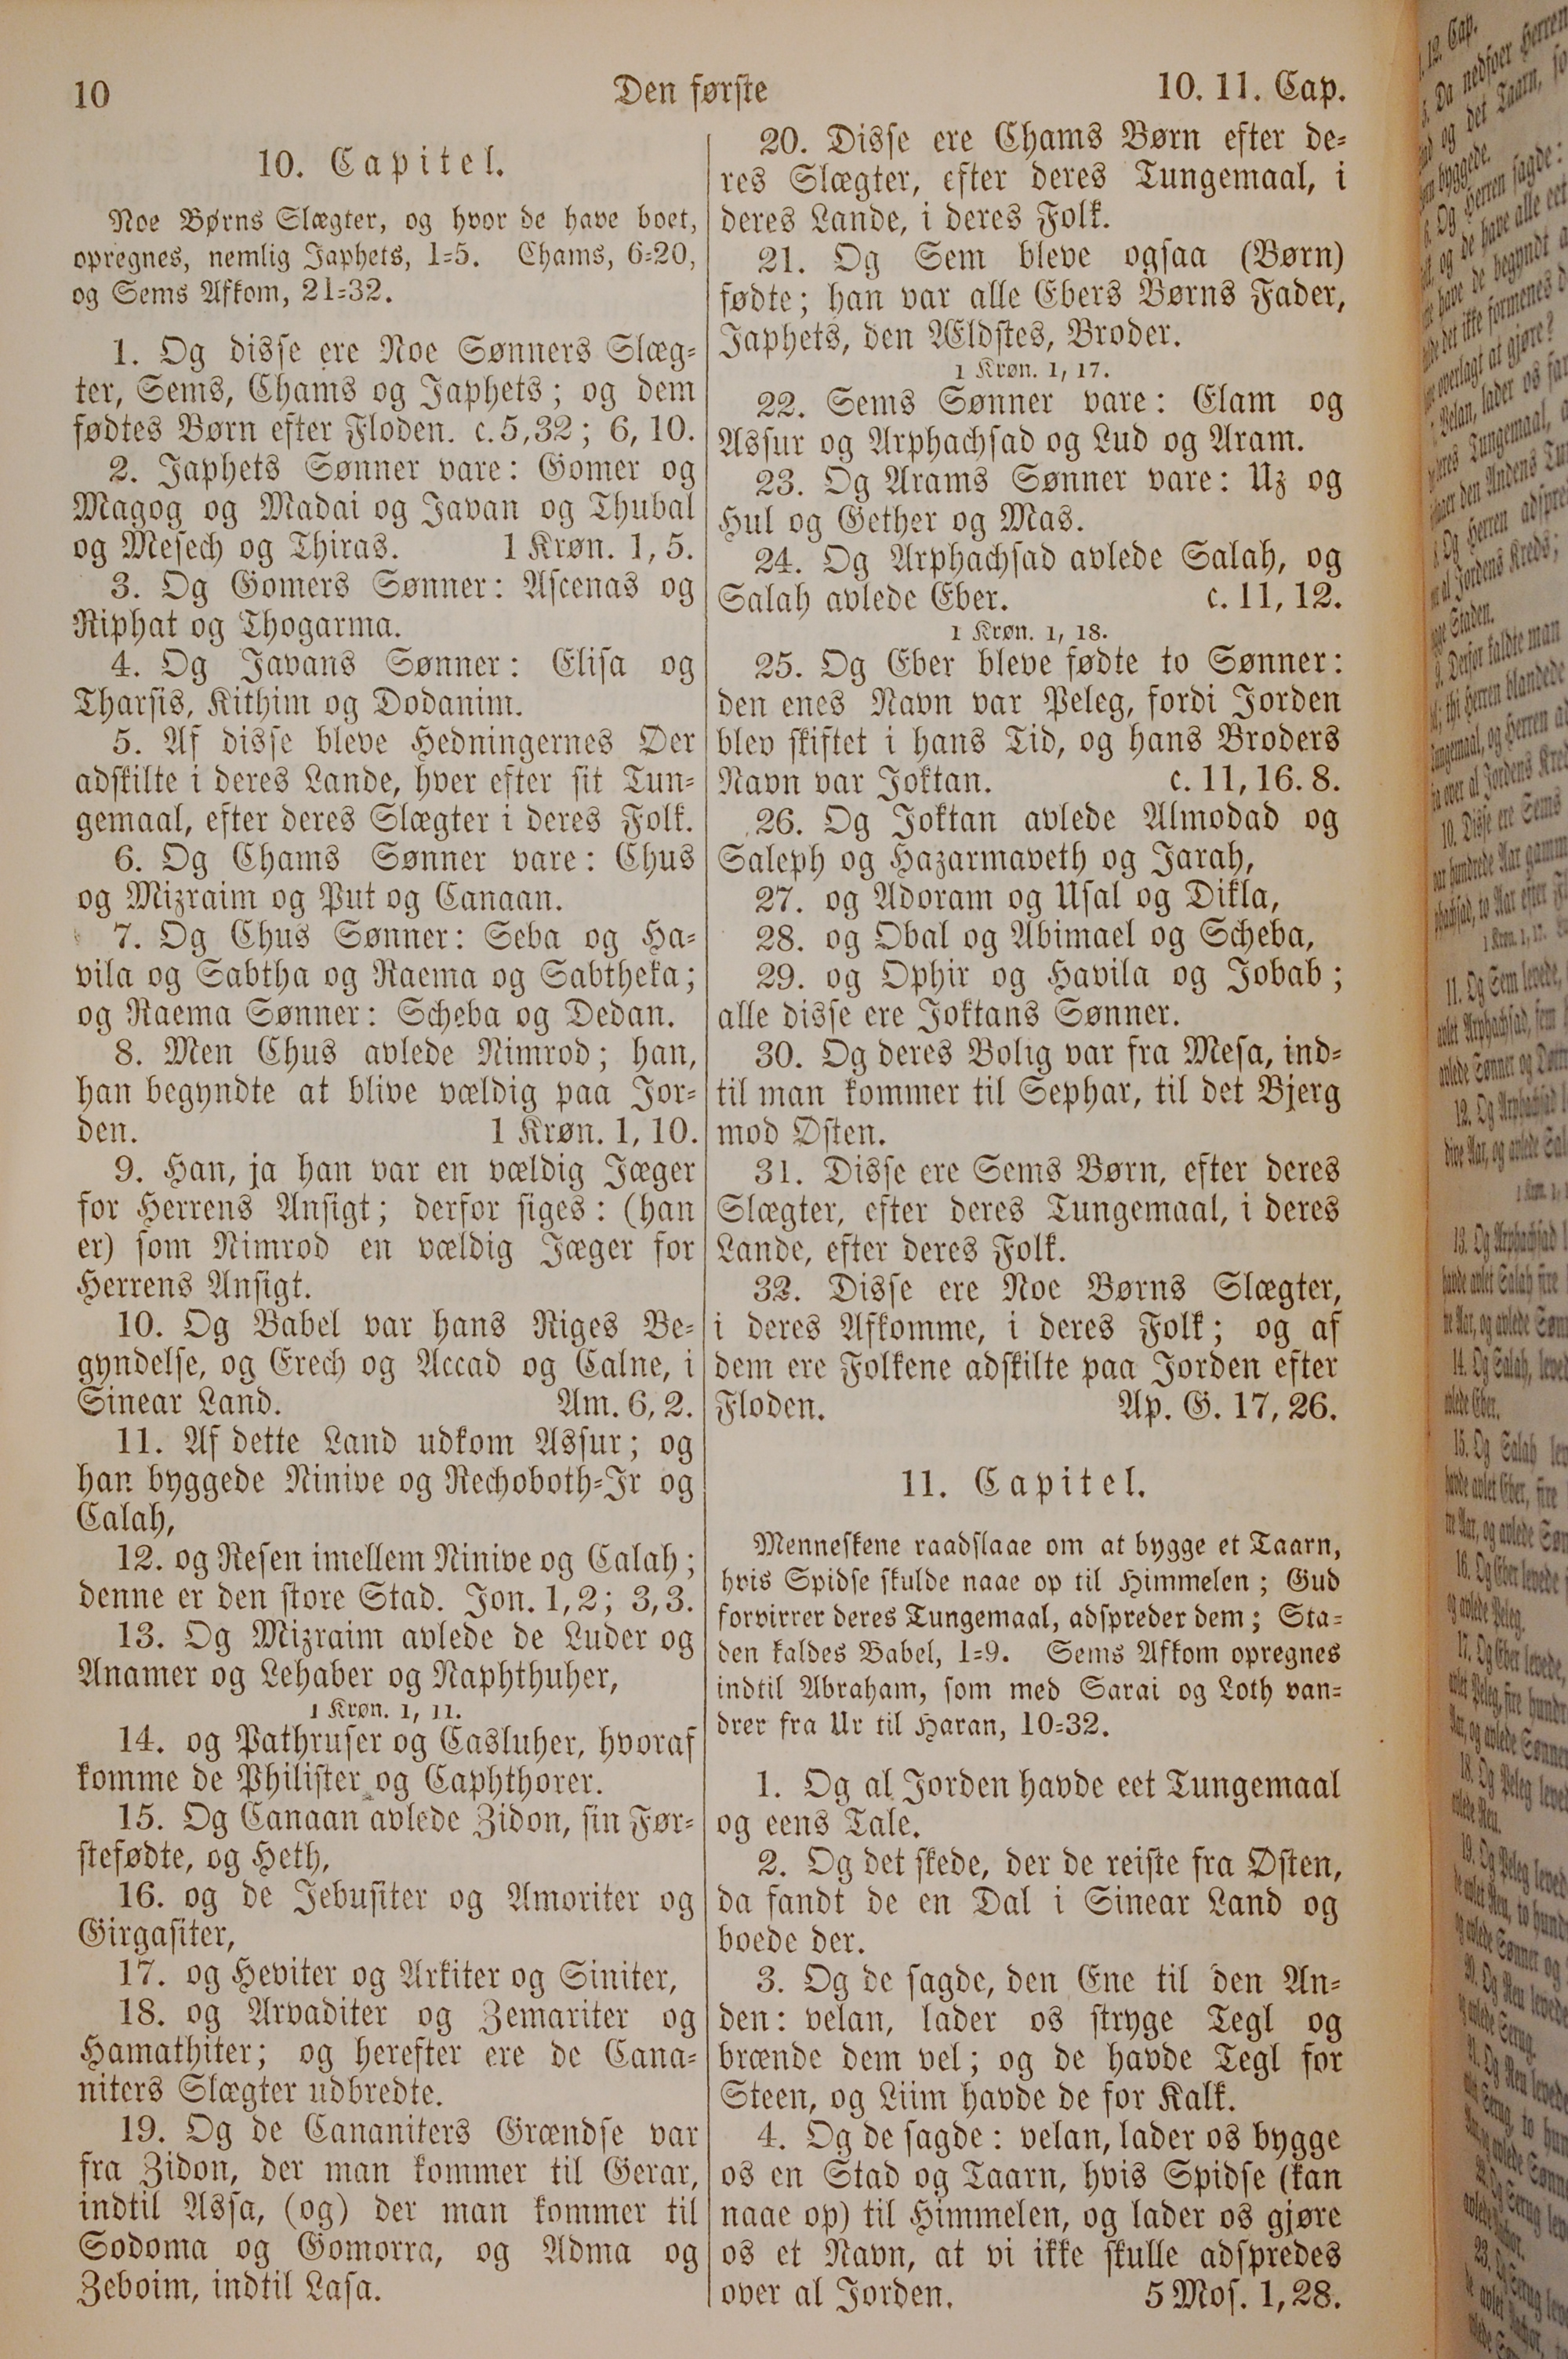 10
Den første
10. 11. Cap.
10. Capitel.
Noe Børns Slægter, og hvor de have boet,
opregnes, nemlig Japhets, 1-5. Chams, 6-20,
og Sems Afkom, 21-32.
1. Og disse ere Noe Sønners Slæg-
ter, Sems, Chams og Japhets; og dem
fødtes Børn efter Floden. c. 5, 32; 6, 10.
2. Japhets Sønner vare: Gomer og
Magog og Madai og Javan og Thubal
og Mesech og Thiras. 1 Krøn. 1, 5.
3. Og Gomers Sønner: Ascenas og
Riphat og Thogarma.
4. Og Javans Sønner: Elisa og
Tharsis, Kithim og Dodanim.
5. Af disse bleve Hedningernes Øer
adskilte i deres Lande, hver efter sit Tun-
gemaal, efter deres Slægter i deres Folk.
6. Og Chams Sønner vare: Chus
og Mizraim og Put og Canaan.
7. Og Chus Sønner: Seba og Ha-
vila og Sabtha og Raema og Sabtheka;
og Raema Sønner: Scheba og Dedan.
8. Men Chus avlede Nimrod; han,
han begyndte at blive vældig paa Jor-
den. 1 Krøn. 1, 10.
9. Han, ja han var en vældig Jæger
for Herrens Ansigt; derfor siges: (han
er) som Nimrod en vældig Jæger for
Herrens Ansigt.
10. Og Babel var hans Riges Be-
gyndelse, og Erech og Accad og Calne, i
Sinear Land. Am. 6, 2.
11. Af dette Land udkom Assur; og
han byggede Ninive og Rechoboth-Ir og
Calah,
12. og Resen imellem Ninive og Calah;
denne er den store Stad. Jon. 1, 2; 3, 3.
13. Og Mizraim avlede de Luder og
Anamer og Lehaber og Naphthuher,
1 Krøn. 1, 11.
14. og Pathruser og Casluher, hvoraf
komme de Philister og Caphthorer.
15. Og Canaan avlede Zidon, sin Før-
stefødte, og Heth,
16. og de Jebusiter og Amoriter og
Girgasiter,
17. og Heviter og Arkiter og Siniter,
18. og Arvaditer og Zemariter og
Hamathiter; og herefter ere de Cana-
niters Slægter udbredte.
19. Og de Cananiters Grændse var
fra Zidon, der man kommer til Gerar,
indtil Assa, (og) der man kommer til
Sodoma og Gomorra, og Adma og
Zeboim, indtil Lasa.
20. Disse ere Chams Børn efter de-
res Slægter, efter deres Tungemaal, i
deres Lande, i deres Folk.
21. Og Sem bleve ogsaa (Børn)
fødte; han var alle Ebers Børns Fader,
Japhets, den Ældstes, Broder.
1 Krøn. 1, 17.
22. Sems Sønner vare: Elam og
Assur og Arphachsad og Lud og Aram.
23. Og Arams Sønner vare: Uz og
Hul og Gether og Mas.
24. Og Arphachsad avlede Salah, og
Salah avlede Eber. c. 11, 12.
1 Krøn. 1, 18.
25. Og Eber bleve fødte to Sønner:
den enes Navn var Peleg, fordi Jorden
blev skiftet i hans Tid, og hans Broders
Navn var Joktan. c. 11, 16. 8.
26. Og Joktan avlede Almodad og
Saleph og Hazarmaveth og Jarah,
27. og Adoram og Usal og Dikla,
28. og Obal og Abimael og Scheba,
29. og Ophir og Havila og Jobab;
alle disse ere Joktans Sønner.
30. Og deres Bolig var fra Mesa, ind-
til man kommer til Sephar, til det Bjerg
mod Østen.
31. Disse ere Sems Børn, efter deres
Slægter, efter deres Tungemaal, i deres
Lande, efter deres Folk.
32. Disse ere Noe Børns Slægter,
i deres Afkomme, i deres Folk; og af
dem ere Folkene adskilte paa Jorden efter
Floden. Ap. G. 17, 26.
11. Capitel.
Menneskene raadslaae om at bygge et Taarn,
hvis Spidse skulde naae op til Himmelen; Gud
forvirrer deres Tungemaal, adspreder dem; Sta-
den kaldes Babel, 1-9. Sems Afkom opregnes
indtil Abraham, som med Sarai og Loth van-
drer fra Ur til Haran, 10-32.
1. Og al Jorden havde eet Tungemaal
og eens Tale.
2. Og det skede, der de reiste fra Østen,
da fandt de en Dal i Sinear Land og
boede der.
3. Og de sagde, den Ene til den An-
den: velan, lader os stryge Tegl og
brænde dem vel; og de havde Tegl for
Steen, og Liim havde de for Kalk.
4. Og de sagde: velan, lader os bygge
os en Stad og Taarn, hvis Spidse (kan
naae op) til Himmelen, og lader os gjøre
os et Navn, at vi ikke skulle adspredes
over al Jorden. 5 Mos. 1, 28.